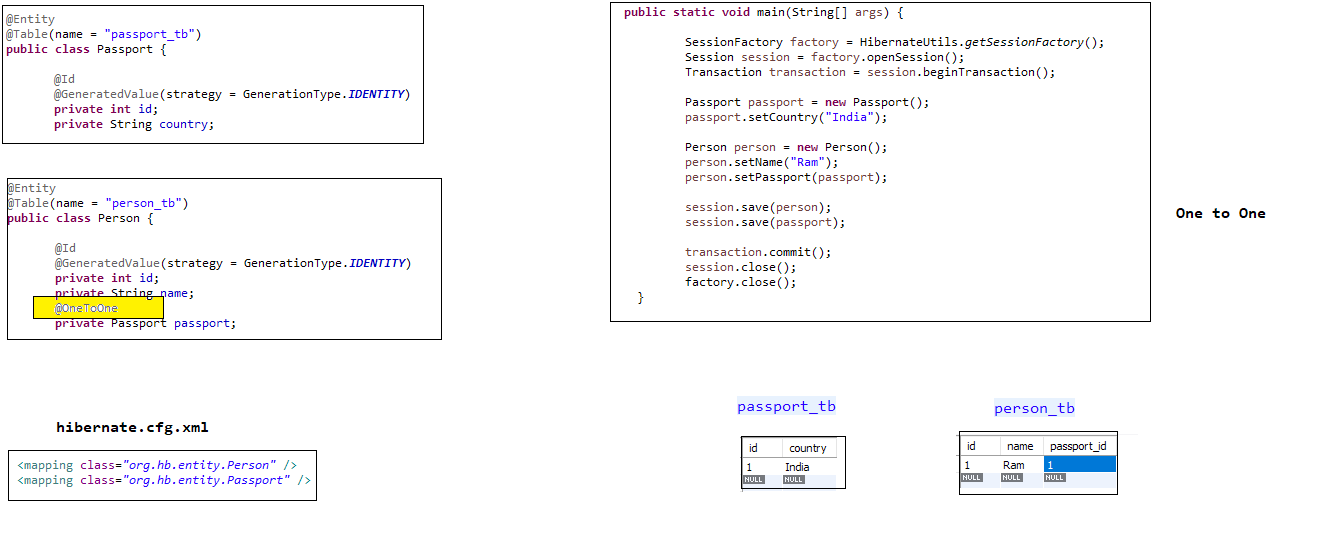 @Entity
@Table(name = "passport_tb")
public class Passport {
@Id
@GeneratedValue(strategy = GenerationType.IDENTITY)
private int id;
private String country;
@Entity
@Table(name = "person_tb")
public class Person {
@Id
@GeneratedValue(strategy = GenerationType.IDENTITY)
private int id;
private String name;
@OneToOne
private Passport passport;
hibernate.cfg.xml
<mapping class="org.hb.entity.Person" />
<mapping class="org.hb.entity.Passport" />
public static void main(String[] args) {
SessionFactory factory = HibernateUtils.getSessionFactory();
Session session = factory.openSession();
Transaction transaction = session.beginTransaction();
Passport passport = new Passport();
passport.setCountry("India");
Person person = new Person();
person.setName("Ram");
person.setPassport(passport);
session.save(person);
session.save(passport);
transaction.commit();
session.close();
factory.close();
}
One to One
passport_tb
id country
1 India
NULL NULL
person_tb
id name passport_id
1 Ram 1
NULL NULL NULL